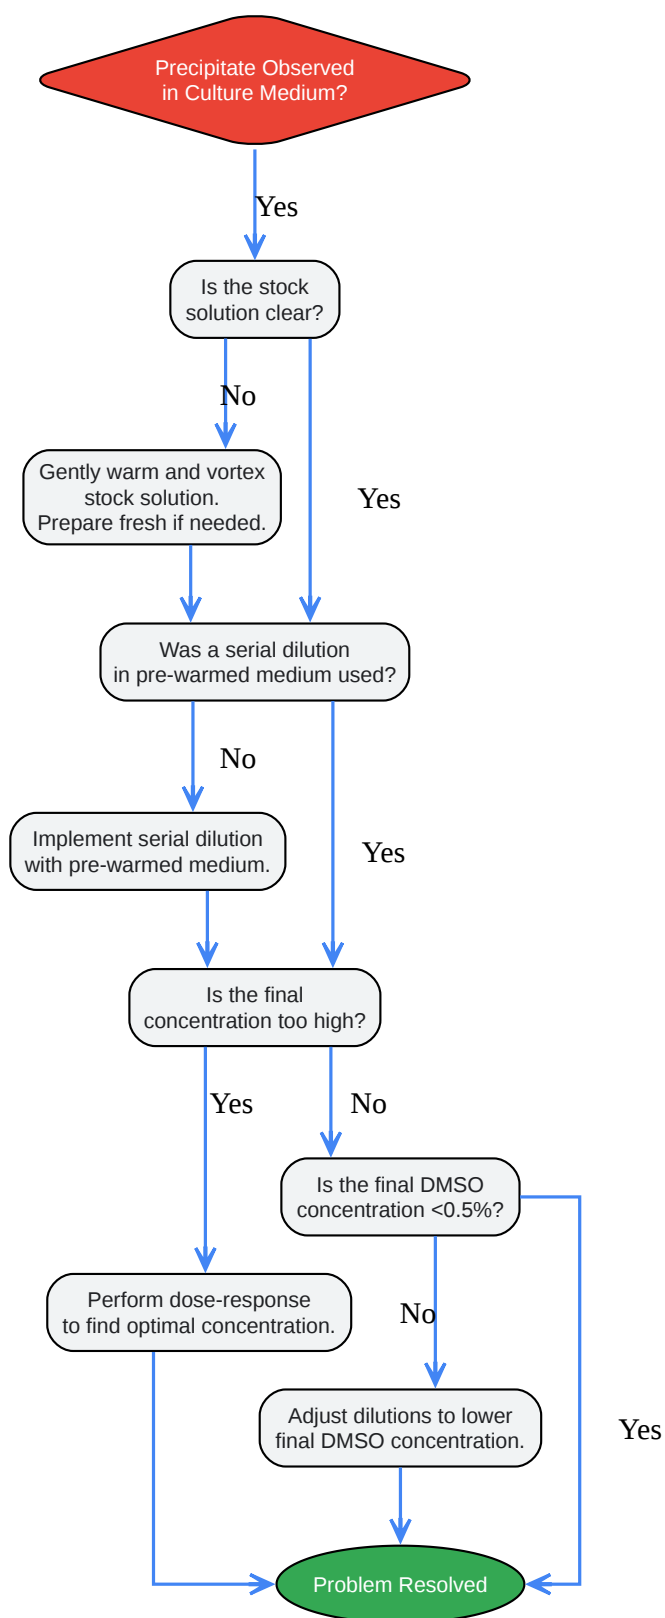 Precipitate Observed
in Culture Medium?
Yes
Is the stock
solution clear?
No
Gently warm and vortex
stock solution.
Prepare fresh if needed.
Yes
Was a serial dilution
in pre-warmed medium used?
No
Implement serial dilution
with pre-warmed medium.
Yes
Is the final
concentration too high?
Yes
No
Is the final DMSO
concentration <0.5%?
Perform dose-response
to find optimal concentration.
No
Adjust dilutions to lower
final DMSO concentration.
Yes
Problem Resolved